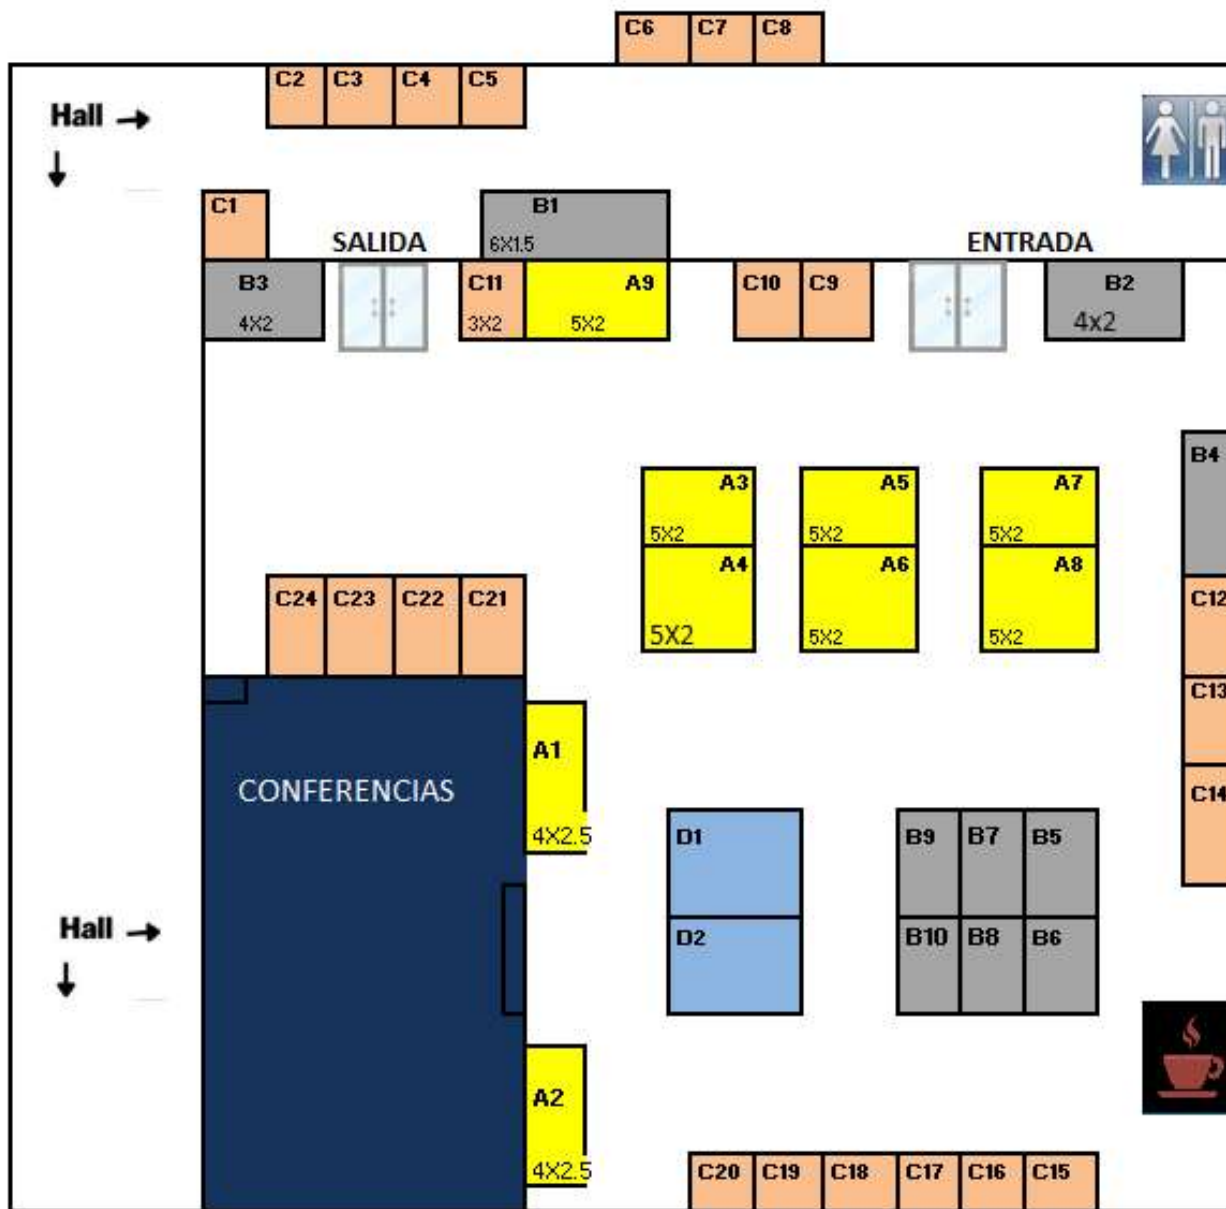 C6 C7 C8
C2 C3 C4 C5
Hall
C1
B1
6X1.5
SALIDA
ENTRADA
B3
4X2
C11
3X2
A9
5X2
C10 C9
B2
4x2
B4
A3
5X2
A5
5X2
A7
5X2
A4
5X2
A6
5X2
A8
5X2
C24 C23 C22 C21
C12
C13
C14
CONFERENCIAS
A1
4X2.5
D1
B9 B7 B5
Hall
D2
B10 B8 B6
A2
4X2.5
C20 C19 C18 C17 C16 C15